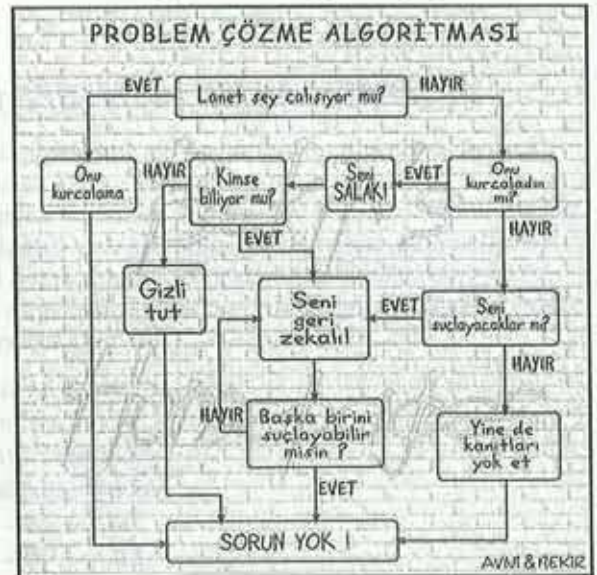 PROBLEM ÇÖZME ALGORİTMASI
EVET
Lanet şey çalışıyor mu?
HAYIR
Onu
kurcalama
HAYIR
Kimse
biliyor mu?
Seni
SALAK!
EVET
Onu
kurcaladın
mı?
EVET
HAYIR
Gizli
tut
Seni
geri
zekalı!
EVET
Seni
suçlayacaklar mı?
HAYIR
HAYIR
Başka birini
suçlayabilir
misin ?
Yine de
kanıtları
yok et
EVET
SORUN YOK !
AVNİ & BEKİR